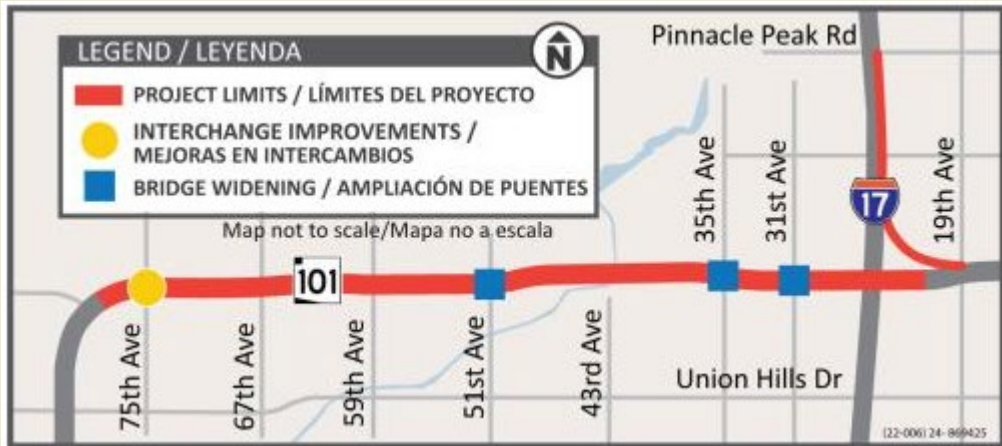 LEGEND / LEYENDA
N
PROJECT LIMITS / LÍMITES DEL PROYECTO
INTERCHANGE IMPROVEMENTS /
MEJORAS EN INTERCAMBIOS
BRIDGE WIDENING / AMPLIACIÓN DE PUENTES
Map not to scale/Mapa no a escala
Pinnacle Peak Rd
35th Ave
31st Ave
17
19th Ave
101
75th Ave
67th Ave
59th Ave
51st Ave
43rd Ave
Union Hills Dr
(22-006) 24- 869425